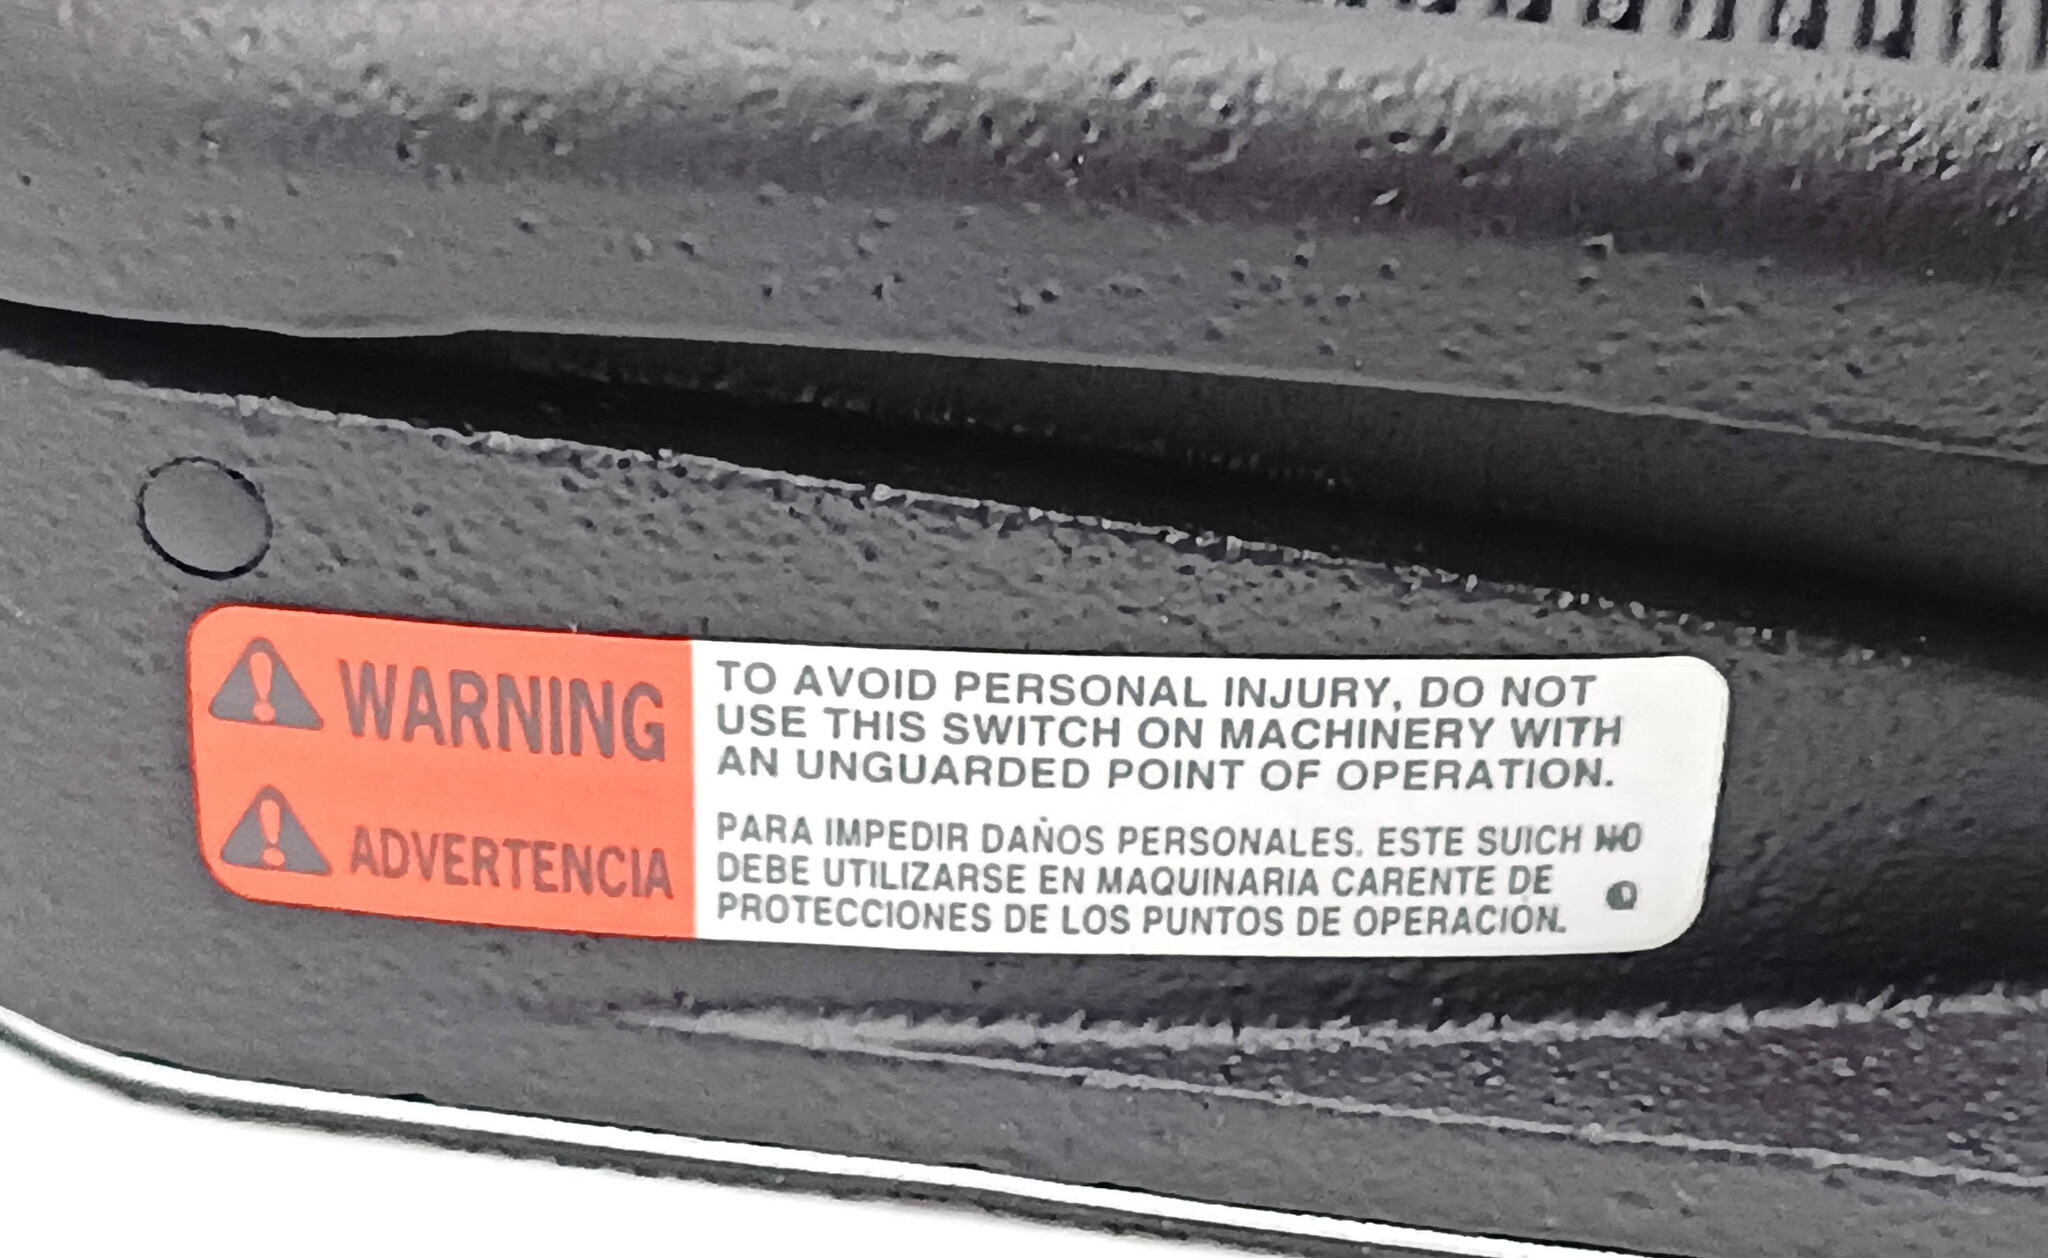 WARNING
TO AVOID PERSONAL INJURY, DO NOT
USE THIS SWITCH ON MACHINERY WITH
AN UNGUARDED POINT OF OPERATION.
ADVERTENCIA
PARA IMPEDIR DAÑOS PERSONALES. ESTE SUICH NO
DEBE UTILIZARSE EN MAQUINARIA CARENTE DE
PROTECCIONES DE LOS PUNTOS DE OPERACIÓN.